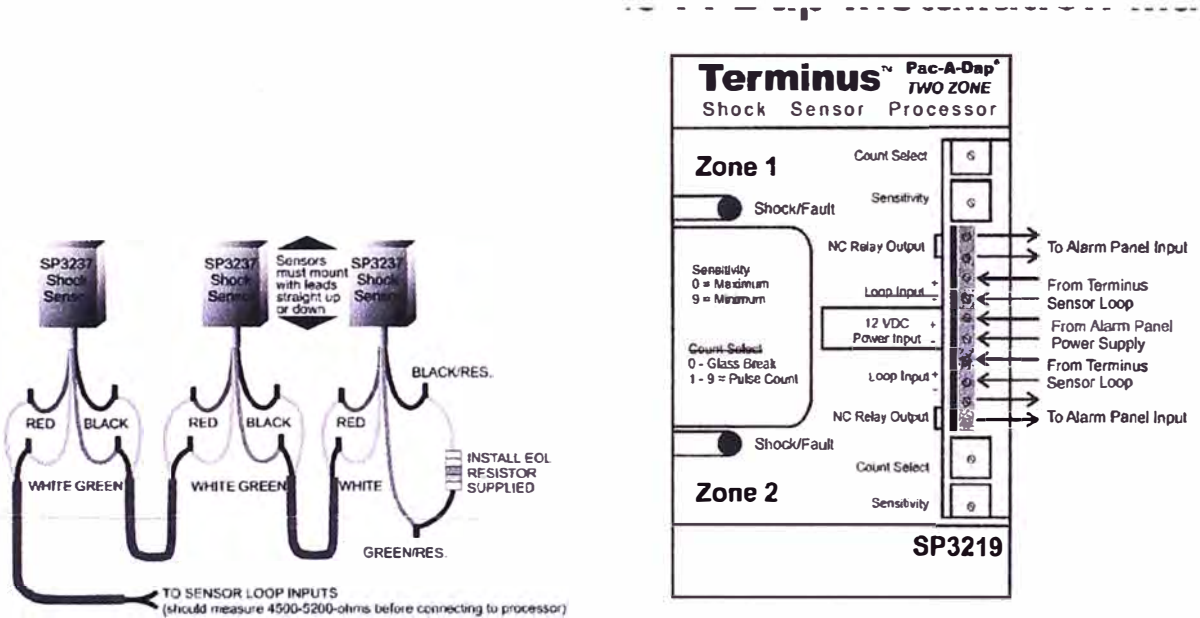 SP3237
Shock
Sensor
SP3237
Shock
Sensor
Sensors
must mount
with leads
straight up
or down
SP3237
Shock
Sensor
BLACK/RES.
RED
BLACK
RED
BLACK
RED
INSTALL EOL
RESISTOR
SUPPLIED
WHITE GREEN
WHITE GREEN
WHITE
GREEN/RES.
TO SENSOR LOOP INPUTS
(should measure 4500-5200-ohms before connecting to processor)
Terminus™ Pac-A-Dap®
TWO ZONE
Shock Sensor Processor
Zone 1
Count Select
Sensitivity
Shock/Fault
NC Relay Output
To Alarm Panel Input
Sensitivity
0 = Maximum
9 = Minimum
Loop Input + -
From Terminus
Sensor Loop
12 VDC +
Power Input -
From Alarm Panel
Power Supply
Count Select
0 - Glass Break
1 - 9 = Pulse Count
Loop Input + -
From Terminus
Sensor Loop
NC Relay Output
To Alarm Panel Input
Shock/Fault
Count Select
Zone 2
Sensitivity
SP3219